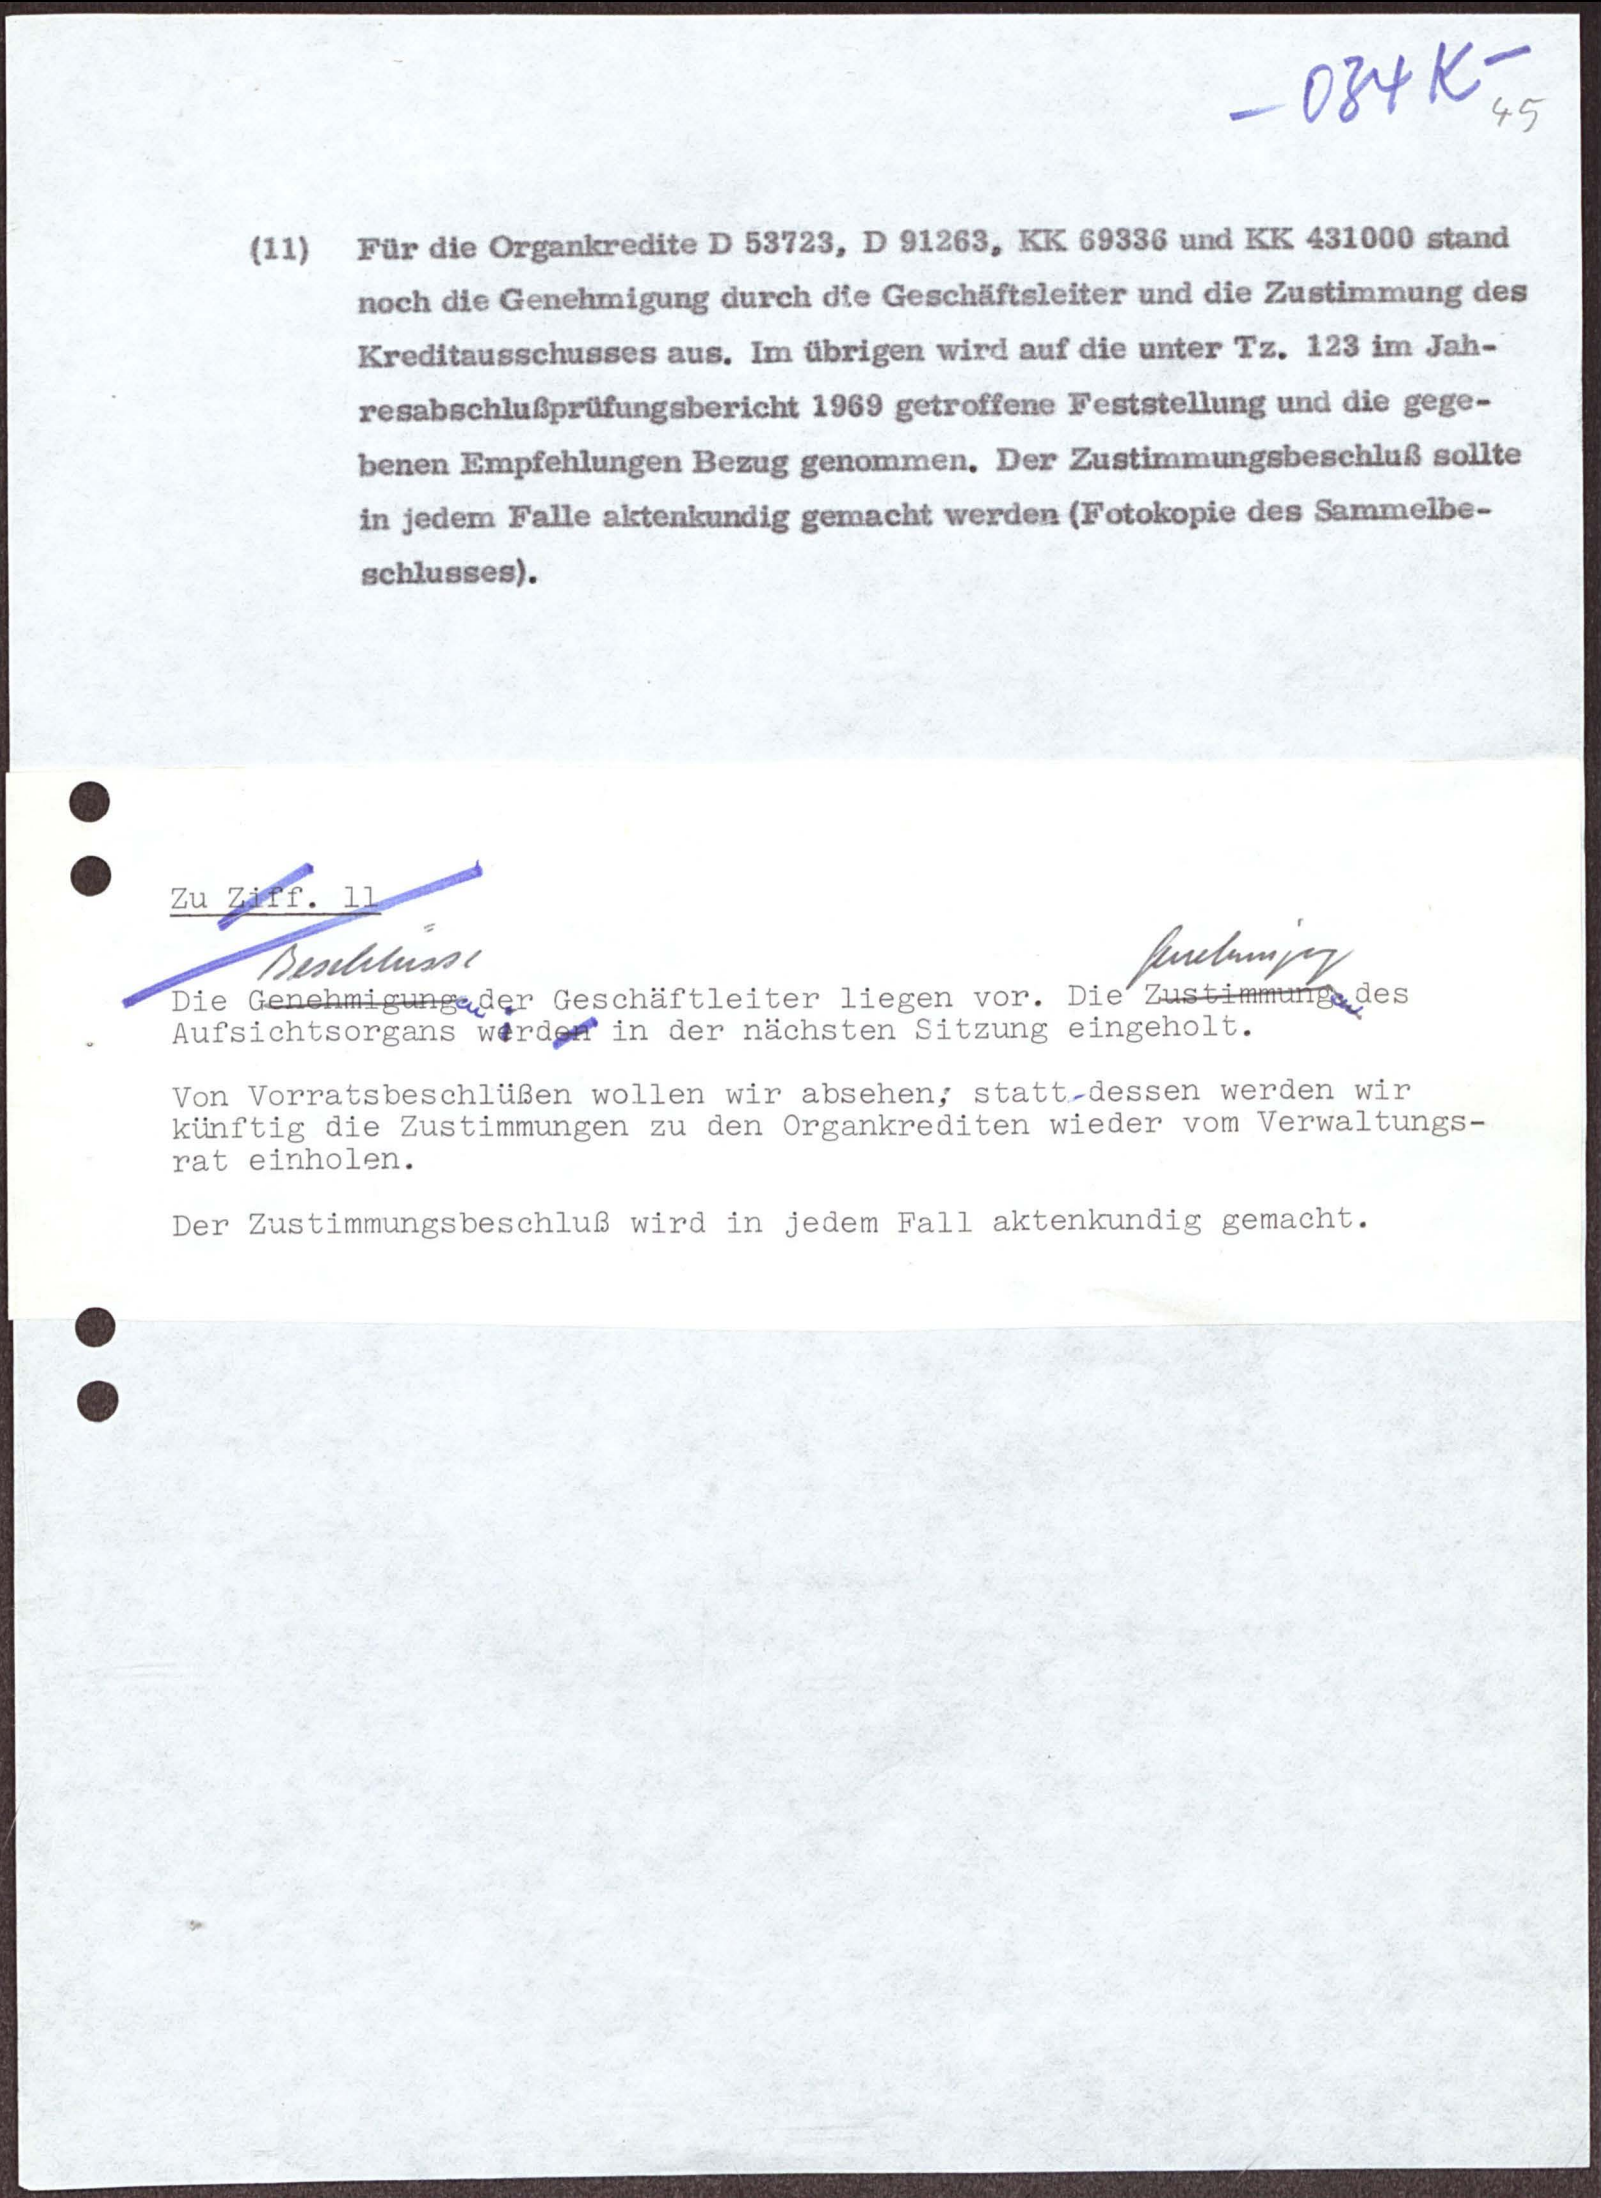 - 034 K -
45
(11) Für die Organkredite D 53723, D 91263, KK 69336 und KK 431000 stand
noch die Genehmigung durch die Geschäftsleiter und die Zustimmung des
Kreditausschusses aus. Im übrigen wird auf die unter Tz. 123 im Jah-
resabschlußprüfungsbericht 1969 getroffene Feststellung und die gege-
benen Empfehlungen Bezug genommen. Der Zustimmungsbeschluß sollte
in jedem Falle aktenkundig gemacht werden (Fotokopie des Sammelbe-
schlusses).
Zu Ziff. 11
Beschlüsse Genehmigung
Die Genehmigungen der Geschäftleiter liegen vor. Die Zustimmungen des
Aufsichtsorgans wird in der nächsten Sitzung eingeholt.
Von Vorratsbeschlüßen wollen wir absehen; statt-dessen werden wir
künftig die Zustimmungen zu den Organkrediten wieder vom Verwaltungs-
rat einholen.
Der Zustimmungsbeschluß wird in jedem Fall aktenkundig gemacht.